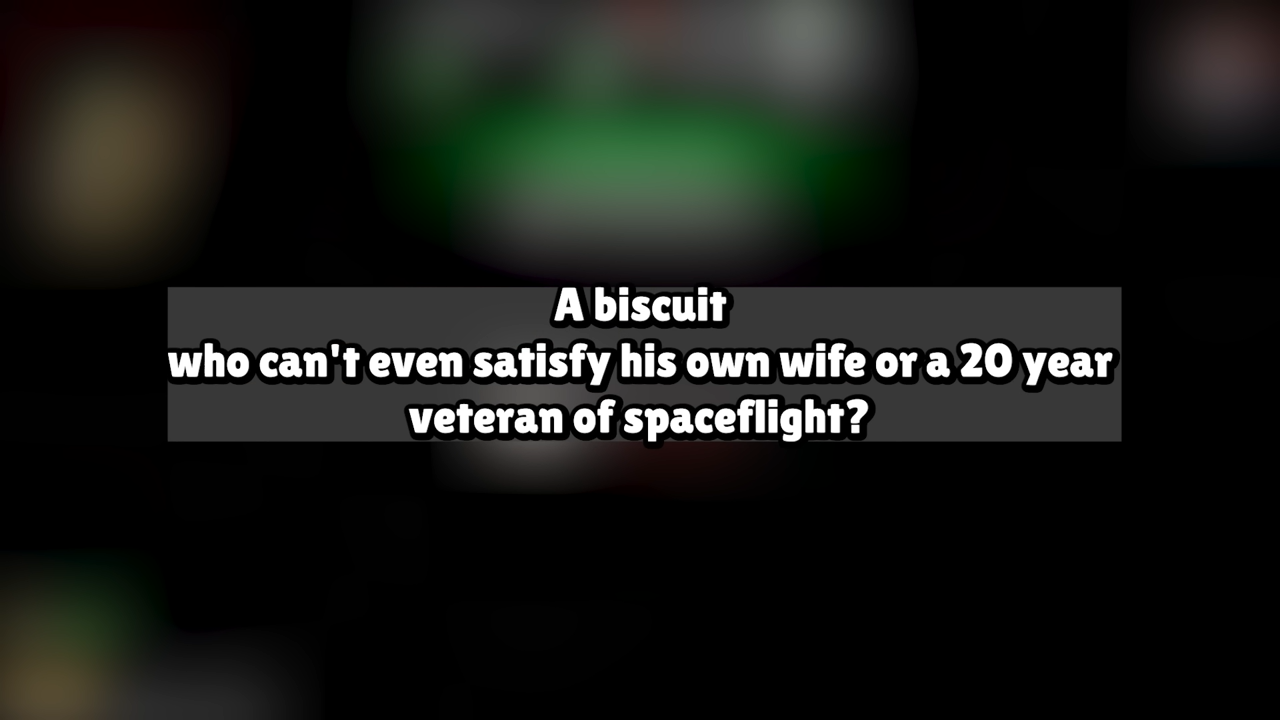 A biscuit
who can't even satisfy his own wife or a 20 year
veteran of spaceflight?